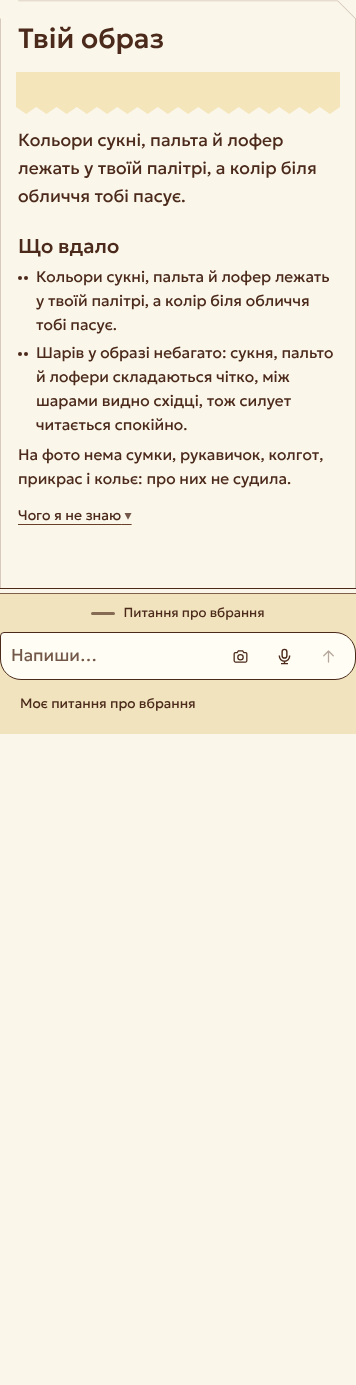 Твій образ
Кольори сукні, пальта й лофер
лежать у твоїй палітрі, а колір біля
обличчя тобі пасує.
Що вдало
•• Кольори сукні, пальта й лофер лежать
у твоїй палітрі, а колір біля обличчя
тобі пасує.
•• Шарів у образі небагато: сукня, пальто
й лофери складаються чітко, між
шарами видно східці, тож силует
читається спокійно.
На фото нема сумки, рукавичок, колгот,
прикрас і кольє: про них не судила.
Чого я не знаю ▾
Питання про вбрання
Напиши...
Моє питання про вбрання